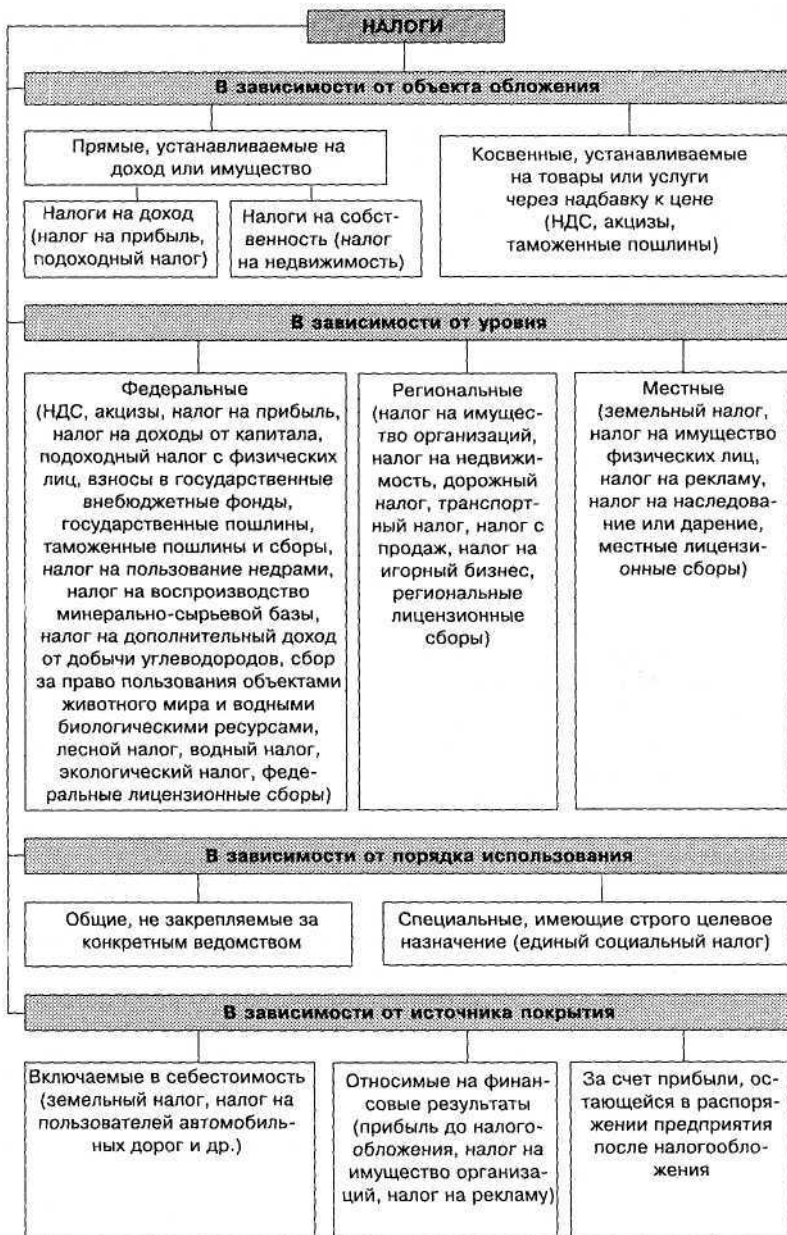 НАЛОГИ
В зависимости от объекта обложения
Прямые, устанавливаемые на
доход или имущество
Налоги на доход
(налог на прибыль,
подоходный налог)
Налоги на собст-
венность (налог
на недвижимость)
Косвенные, устанавливаемые
на товары или услуги
через надбавку к цене
(НДС, акцизы,
таможенные пошлины)
В зависимости от уровня
Федеральные
(НДС, акцизы, налог на прибыль,
налог на доходы от капитала,
подоходный налог с физических
лиц, взносы в государственные
внебюджетные фонды,
государственные пошлины,
таможенные пошлины и сборы,
налог на пользование недрами,
налог на воспроизводство
минерально-сырьевой базы,
налог на дополнительный доход
от добычи углеводородов, сбор
за право пользования объектами
животного мира и водными
биологическими ресурсами,
лесной налог, водный налог,
экологический налог, феде-
ральные лицензионные сборы)
Региональные
(налог на имущес-
тво организаций,
налог на недвижи-
мость, дорожный
налог, транспорт-
ный налог, налог с
продаж, налог на
игорный бизнес,
региональные
лицензионные
сборы)
Местные
(земельный налог,
налог на имущество
физических лиц,
налог на рекламу,
налог на наследова-
ние или дарение,
местные лицензи-
онные сборы)
В зависимости от порядка использования
Общие, не закрепляемые за
конкретным ведомством
Специальные, имеющие строго целевое
назначение (единый социальный налог)
В зависимости от источника покрытия
Включаемые в себестоимость
(земельный налог, налог на
пользователей автомобиль-
ных дорог и др.)
Относимые на финан-
совые результаты
(прибыль до налого-
обложения, налог на
имущество организа-
ций, налог на рекламу)
За счет прибыли, ос-
тающейся в распоря-
жении предприятия
после налогообло-
жения